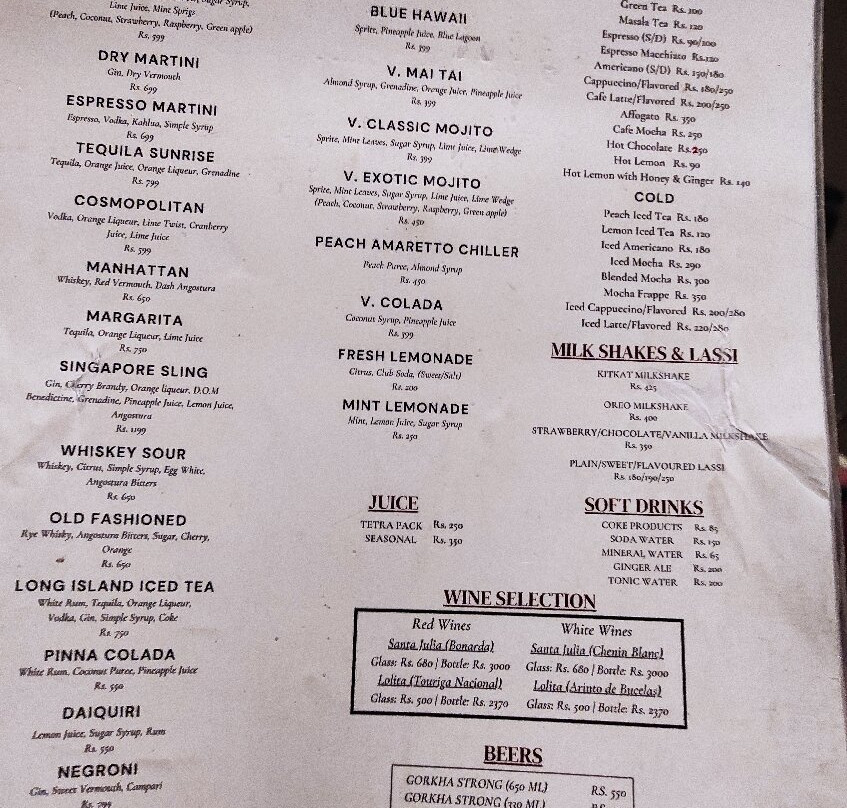 Lime Juice, Mint Sprigs
(Peach, Coconut, Strawberry, Raspberry, Green apple)
Rs. 599
DRY MARTINI
Gin, Dry Vermouth
Rs. 699
ESPRESSO MARTINI
Espresso, Vodka, Kahlua, Simple Syrup
Rs. 699
TEQUILA SUNRISE
Tequila, Orange Juice, Orange Liqueur, Grenadine
Rs. 799
COSMOPOLITAN
Vodka, Orange Liqueur, Lime Twist, Cranberry
Juice, Lime Juice
Rs. 599
MANHATTAN
Whiskey, Red Vermouth, Dash Angostura
Rs. 650
MARGARITA
Tequila, Orange Liqueur, Lime Juice
Rs. 750
SINGAPORE SLING
Gin, Cherry Brandy, Orange liqueur, D.O.M
Benedictine, Grenadine, Pineapple Juice, Lemon Juice,
Angostura
Rs. 1199
WHISKEY SOUR
Whiskey, Citrus, Simple Syrup, Egg White,
Angostura Bitters
Rs. 650
OLD FASHIONED
Rye Whisky, Angostura Bitters, Sugar, Cherry,
Orange
Rs. 650
LONG ISLAND ICED TEA
White Rum, Tequila, Orange Liqueur,
Vodka, Gin, Simple Syrup, Coke
Rs. 750
PINNA COLADA
White Rum, Coconut Puree, Pineapple Juice
Rs. 550
DAIQUIRI
Lemon Juice, Sugar Syrup, Rum
Rs. 550
NEGRONI
Gin, Sweet Vermouth, Campari
Rs. 799
BLUE HAWAII
Sprite, Pineapple Juice, Blue Lagoon
Rs. 399
V. MAI TAI
Almond Syrup, Grenadine, Orange Juice, Pineapple Juice
Rs. 399
V. CLASSIC MOJITO
Sprite, Mint Leaves, Sugar Syrup, Lime Juice, Lime Wedge
Rs. 399
V. EXOTIC MOJITO
Sprite, Mint Leaves, Sugar Syrup, Lime Juice, Lime Wedge
(Peach, Coconut, Strawberry, Raspberry, Green apple)
Rs. 450
PEACH AMARETTO CHILLER
Peach Puree, Almond Syrup
Rs. 450
V. COLADA
Coconut Syrup, Pineapple Juice
Rs. 399
FRESH LEMONADE
Citrus, Club Soda, (Sweet/Salt)
Rs. 200
MINT LEMONADE
Mint, Lemon Juice, Sugar Syrup
Rs. 250
JUICE
TETRA PACK Rs. 250
SEASONAL Rs. 350
Green Tea Rs. 100
Masala Tea Rs. 120
Espresso (S/D) Rs. 90/100
Espresso Macchiato Rs.120
Americano (S/D) Rs. 150/180
Cappuccino/Flavored Rs. 180/250
Cafe Latte/Flavored Rs. 200/250
Affogato Rs. 350
Cafe Mocha Rs. 250
Hot Chocolate Rs.250
Hot Lemon Rs. 90
Hot Lemon with Honey & Ginger Rs. 140
COLD
Peach Iced Tea Rs. 180
Lemon Iced Tea Rs. 120
Iced Americano Rs. 180
Iced Mocha Rs. 290
Blended Mocha Rs. 300
Mocha Frappe Rs. 350
Iced Cappuccino/Flavored Rs. 200/280
Iced Latte/Flavored Rs. 220/280
MILK SHAKES & LASSI
KITKAT MILKSHAKE
Rs. 425
OREO MILKSHAKE
Rs. 400
STRAWBERRY/CHOCOLATE/VANILLA MILKSHAKE
Rs. 350
PLAIN/SWEET/FLAVOURED LASSI
Rs. 180/190/250
SOFT DRINKS
COKE PRODUCTS Rs. 85
SODA WATER Rs. 150
MINERAL WATER Rs. 65
GINGER ALE Rs. 200
TONIC WATER Rs. 200
WINE SELECTION
Red Wines
Santa Julia (Bonarda)
Glass: Rs. 680 | Bottle: Rs. 3000
Lolita (Touriga Nacional)
Glass: Rs. 500 | Bottle: Rs. 2370
White Wines
Santa Julia (Chenin Blanc)
Glass: Rs. 680 | Bottle: Rs. 3000
Lolita (Arinto de Bucelas)
Glass: Rs. 500 | Bottle: Rs. 2370
BEERS
GORKHA STRONG (650 ML) RS. 550
GORKHA STRONG (330 ML)